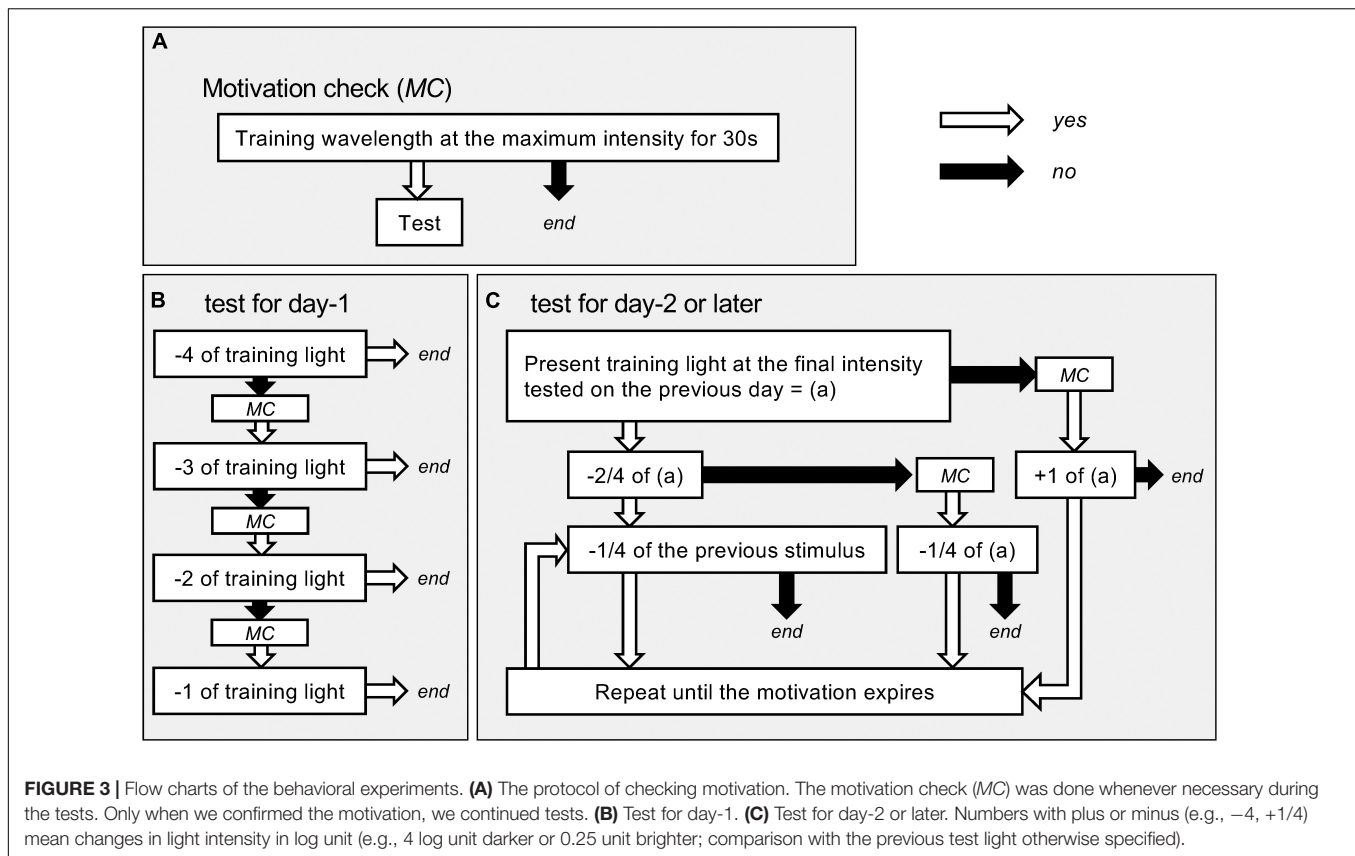 A
Motivation check (MC)
Training wavelength at the maximum intensity for 30s
Test
end
yes
no
B
test for day-1
-4 of training light
end
MC
-3 of training light
end
MC
-2 of training light
end
MC
-1 of training light
end
C
test for day-2 or later
Present training light at the final intensity
tested on the previous day = (a)
MC
-2/4 of (a)
MC
+1 of (a)
end
-1/4 of the previous stimulus
-1/4 of (a)
end
end
Repeat until the motivation expires
FIGURE 3 | Flow charts of the behavioral experiments. (A) The protocol of checking motivation. The motivation check (MC) was done whenever necessary during
the tests. Only when we confirmed the motivation, we continued tests. (B) Test for day-1. (C) Test for day-2 or later. Numbers with plus or minus (e.g., −4, +1/4)
mean changes in light intensity in log unit (e.g., 4 log unit darker or 0.25 unit brighter; comparison with the previous test light otherwise specified).